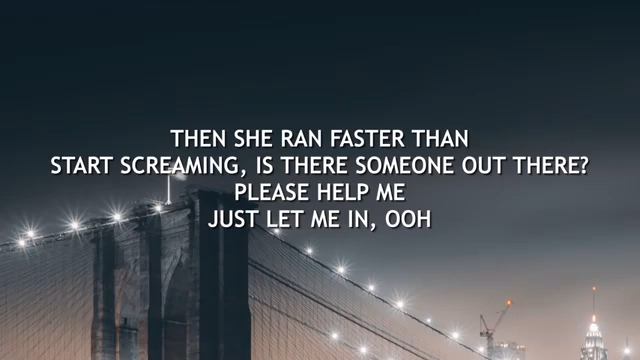 THEN SHE RAN FASTER THAN
START SCREAMING, IS THERE SOMEONE OUT THERE?
PLEASE HELP ME
JUST LET ME IN, OOH